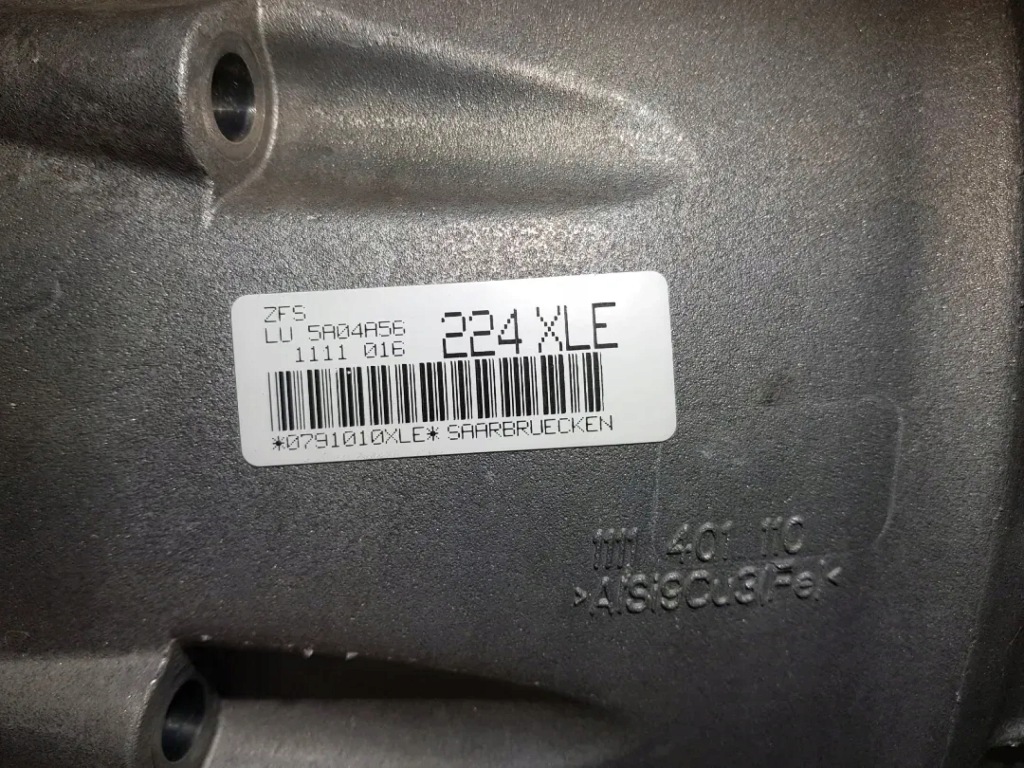 ZFS
LU 5A04A56
1111 016
224 XLE
*0791010XLE* SAARBRUECKEN
1111 401 110
>AlSi9Cu3(Fe)<